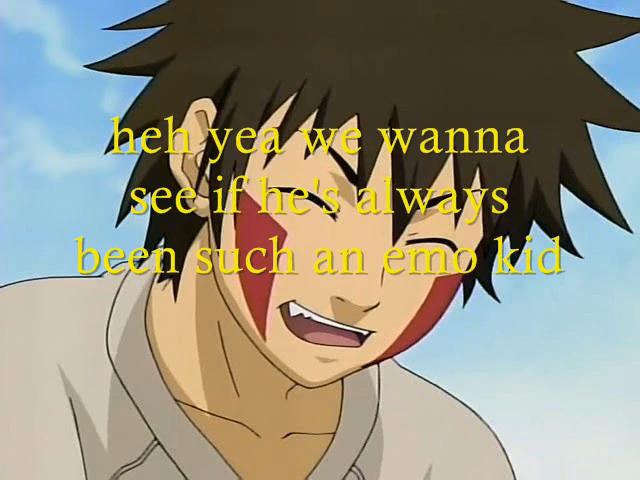 heh yea we wanna
see if he's always
been such an emo kid